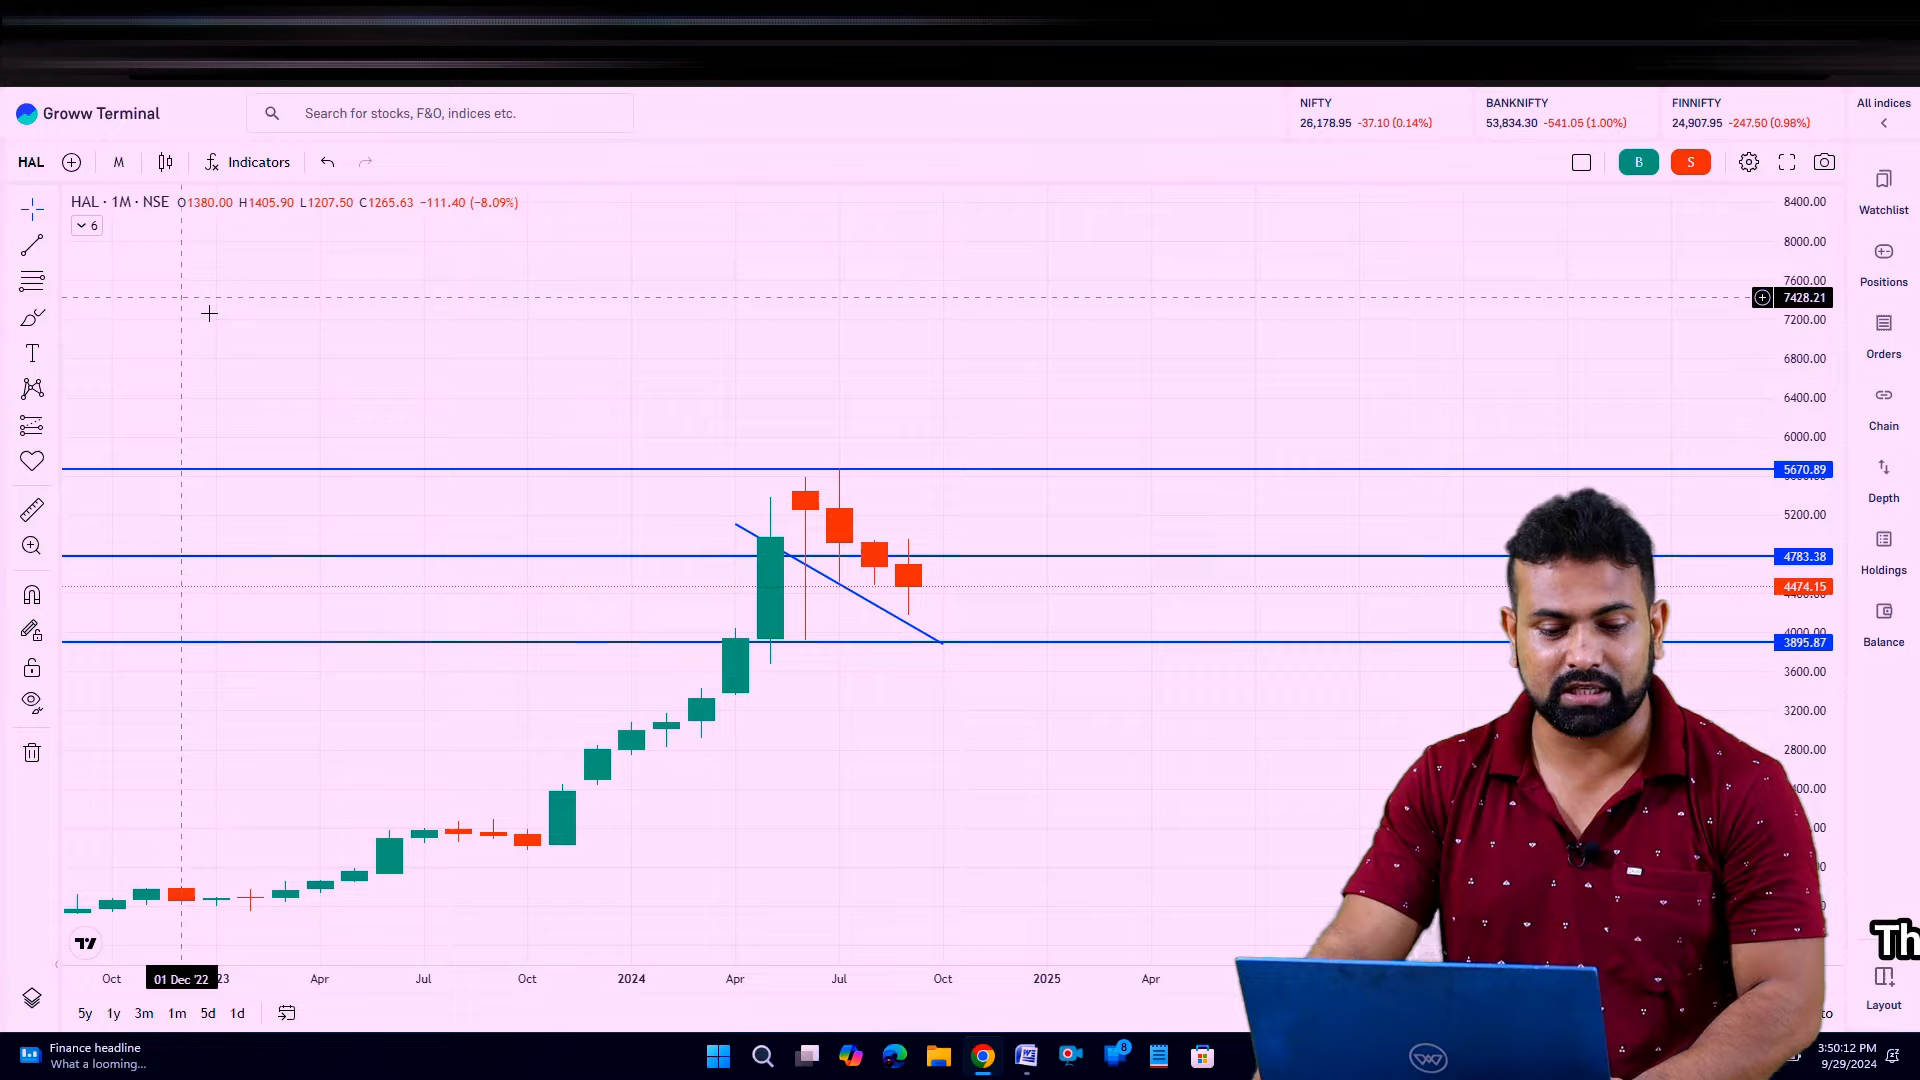 Groww Terminal
Search for stocks, F&O, indices etc.
NIFTY
26,178.95 -37.10 (0.14%)
BANKNIFTY
53,834.30 -541.05 (1.00%)
FINNIFTY
24,907.95 -247.50 (0.98%)
All indices
HAL
M
Indicators
B
S
HAL · 1M · NSE O1380.00 H1405.90 L1207.50 C1265.63 −111.40 (−8.09%)
6
8400.00
8000.00
7600.00
7428.21
7200.00
6800.00
6400.00
6000.00
5670.89
5200.00
4783.38
4474.15
4000.00
3895.87
3600.00
3200.00
2800.00
Watchlist
Positions
Orders
Chain
Depth
Holdings
Balance
Th
Layout
Oct
01 Dec '22
23
Apr
Jul
Oct
2024
Apr
Jul
Oct
2025
Apr
5y 1y 3m 1m 5d 1d
Finance headline
What a looming...
8
3:50:12 PM
9/29/2024